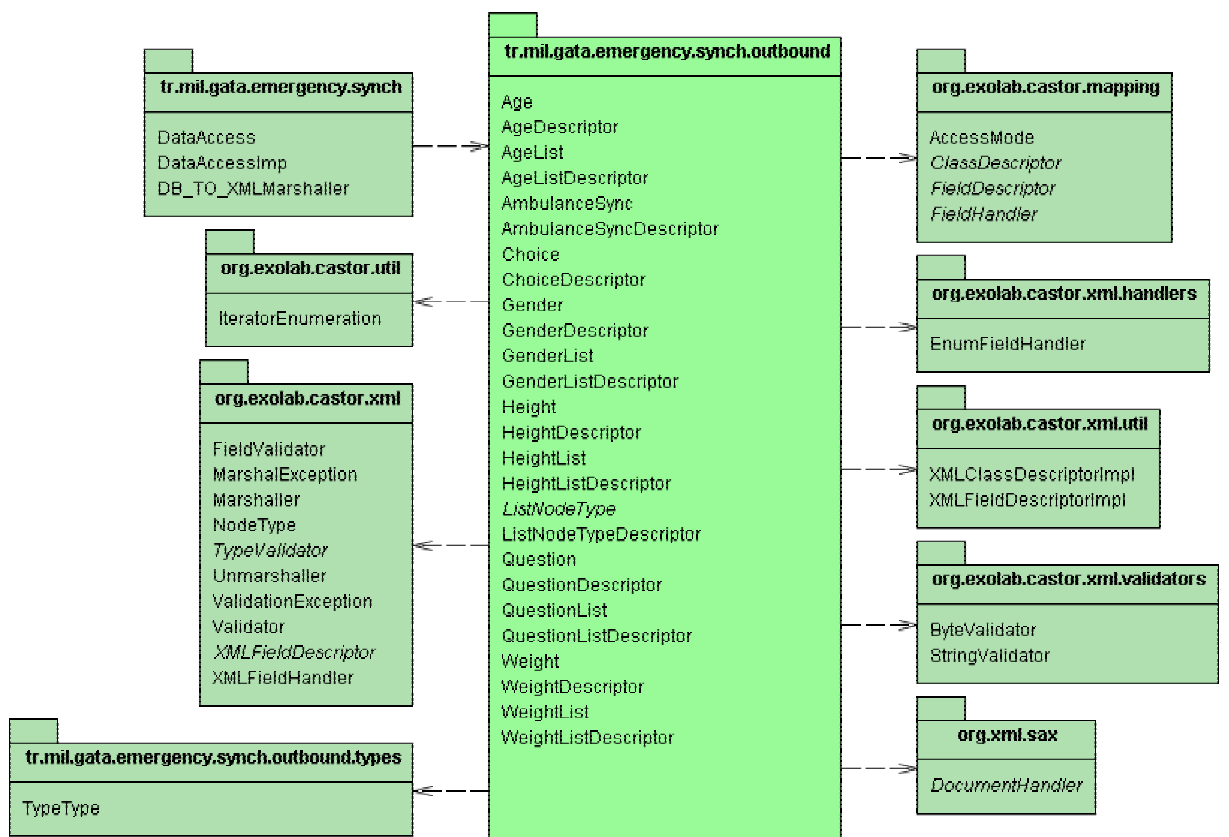 tr.mil.gata.emergency.synch
DataAccess
DataAccessImp
DB_TO_XMLMarshaller
org.exolab.castor.util
IteratorEnumeration
org.exolab.castor.xml
FieldValidator
MarshalException
Marshaller
NodeType
TypeValidator
Unmarshaller
ValidationException
Validator
XMLFieldDescriptor
XMLFieldHandler
tr.mil.gata.emergency.synch.outbound.types
TypeType
tr.mil.gata.emergency.synch.outbound
Age
AgeDescriptor
AgeList
AgeListDescriptor
AmbulanceSync
AmbulanceSyncDescriptor
Choice
ChoiceDescriptor
Gender
GenderDescriptor
GenderList
GenderListDescriptor
Height
HeightDescriptor
HeightList
HeightListDescriptor
ListNodeType
ListNodeTypeDescriptor
Question
QuestionDescriptor
QuestionList
QuestionListDescriptor
Weight
WeightDescriptor
WeightList
WeightListDescriptor
org.exolab.castor.mapping
AccessMode
ClassDescriptor
FieldDescriptor
FieldHandler
org.exolab.castor.xml.handlers
EnumFieldHandler
org.exolab.castor.xml.util
XMLClassDescriptorImpl
XMLFieldDescriptorImpl
org.exolab.castor.xml.validators
ByteValidator
StringValidator
org.xml.sax
DocumentHandler